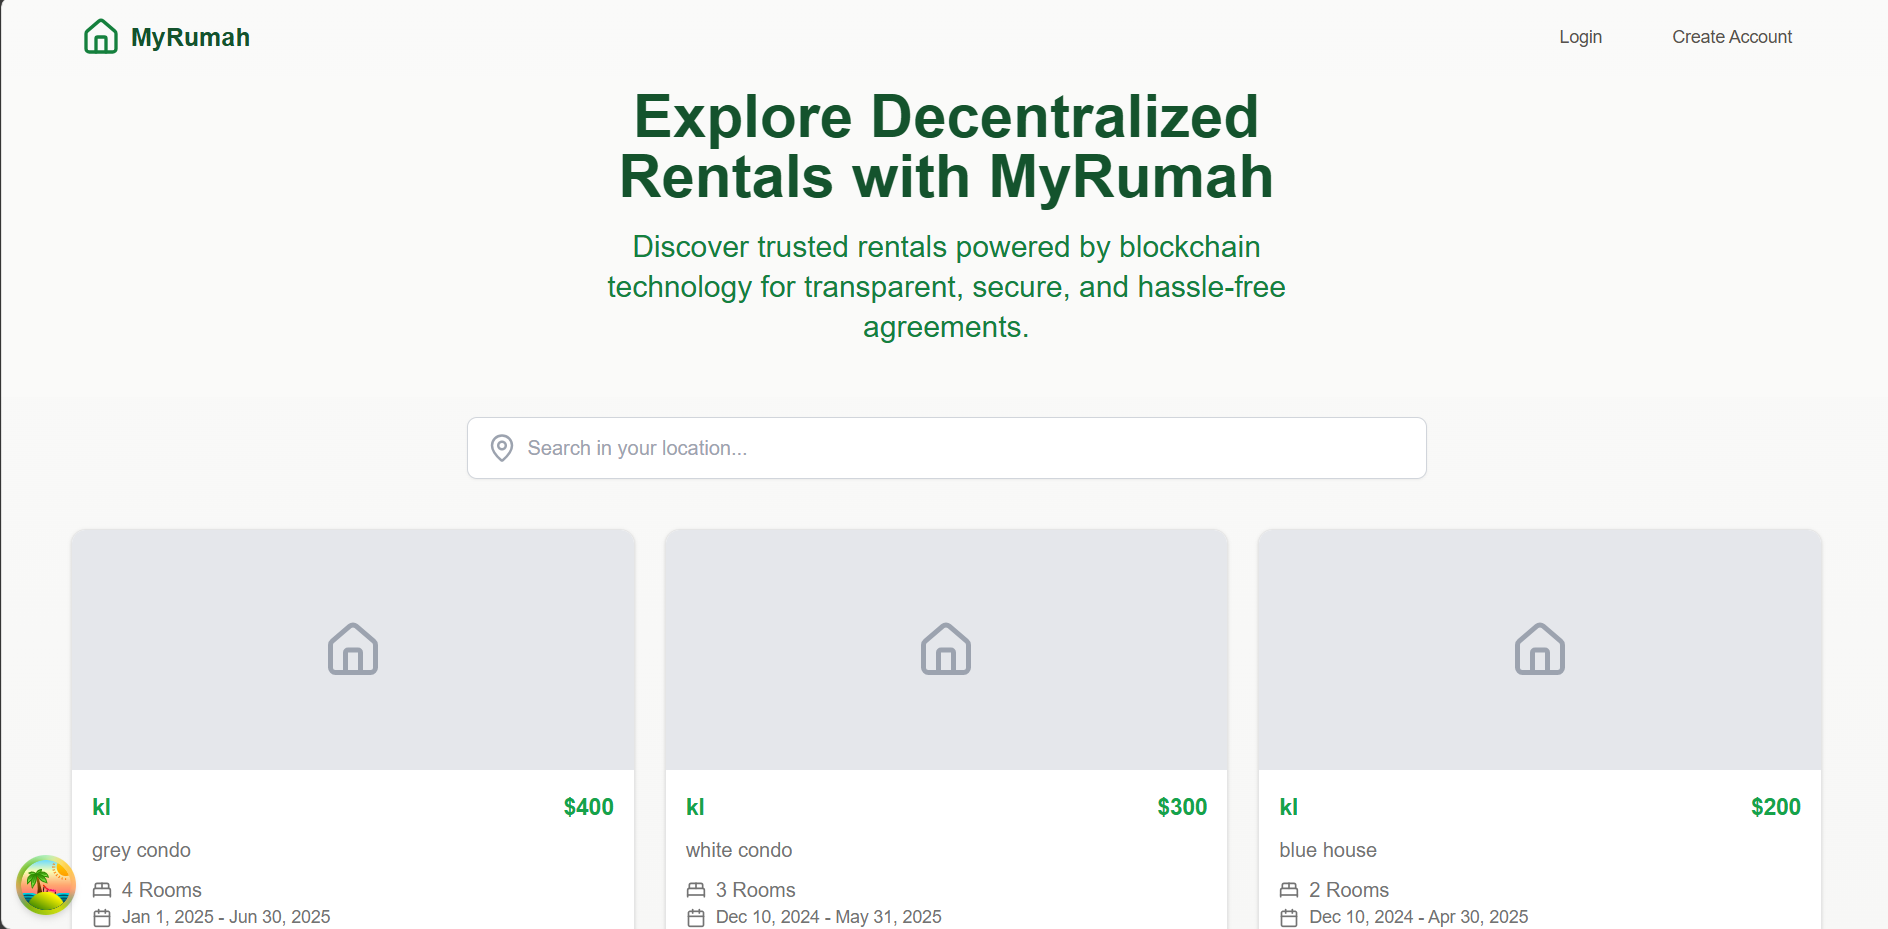 MyRumah
Login
Create Account
Explore Decentralized
Rentals with MyRumah
Discover trusted rentals powered by blockchain
technology for transparent, secure, and hassle-free
agreements.
Search in your location...
kl
$400
grey condo
4 Rooms
Jan 1, 2025 - Jun 30, 2025
kl
$300
white condo
3 Rooms
Dec 10, 2024 - May 31, 2025
kl
$200
blue house
2 Rooms
Dec 10, 2024 - Apr 30, 2025